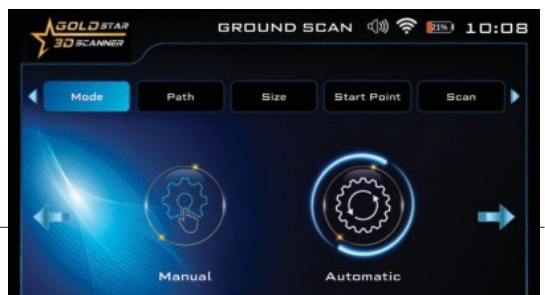 GOLD STAR
3D SCANNER
GROUND SCAN 21% 10:08
Mode Path Size Start Point Scan
Manual Automatic